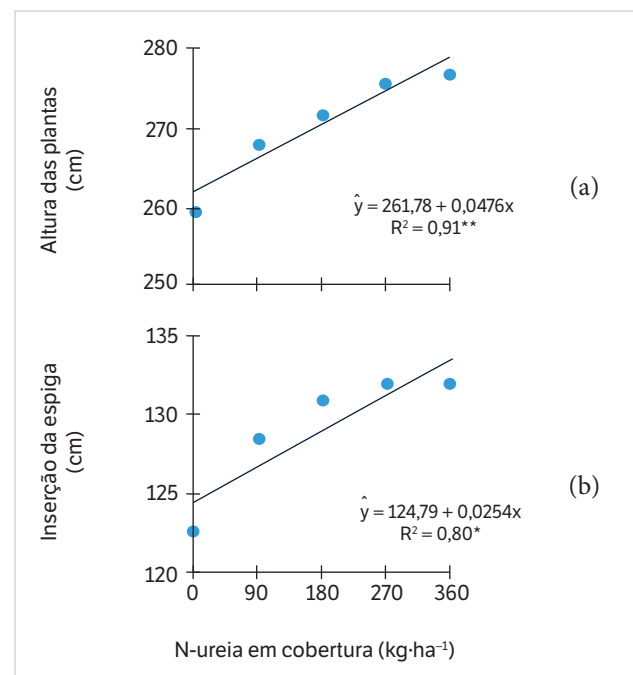 280
270
260
250
Altura das plantas
(cm)
ŷ = 261,78 + 0,0476x
R² = 0,91**
(a)
135
130
125
120
Inserção da espiga
(cm)
ŷ = 124,79 + 0,0254x
R² = 0,80*
(b)
0 90 180 270 360
N-ureia em cobertura (kg·ha⁻¹)